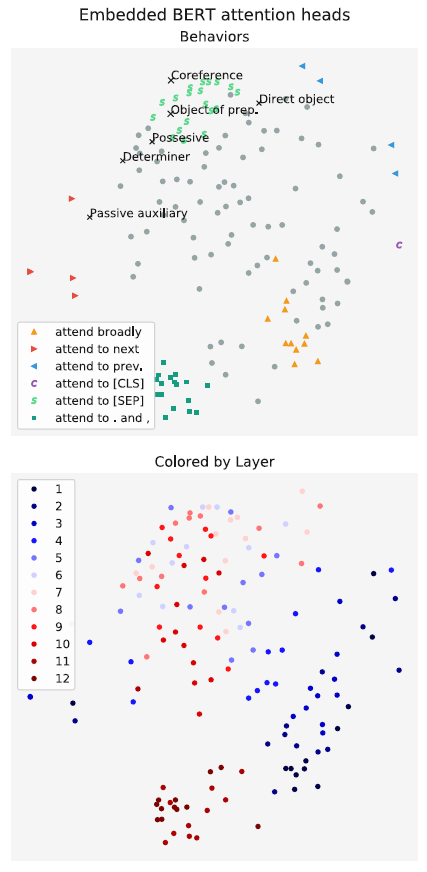 Embedded BERT attention heads
Behaviors
Coreference
Direct object
Object of prep.
Possesive
Determiner
Passive auxiliary
C
attend broadly
attend to next
attend to prev.
C attend to [CLS]
S attend to [SEP]
attend to . and ,
Colored by Layer
1
2
3
4
5
6
7
8
9
10
11
12